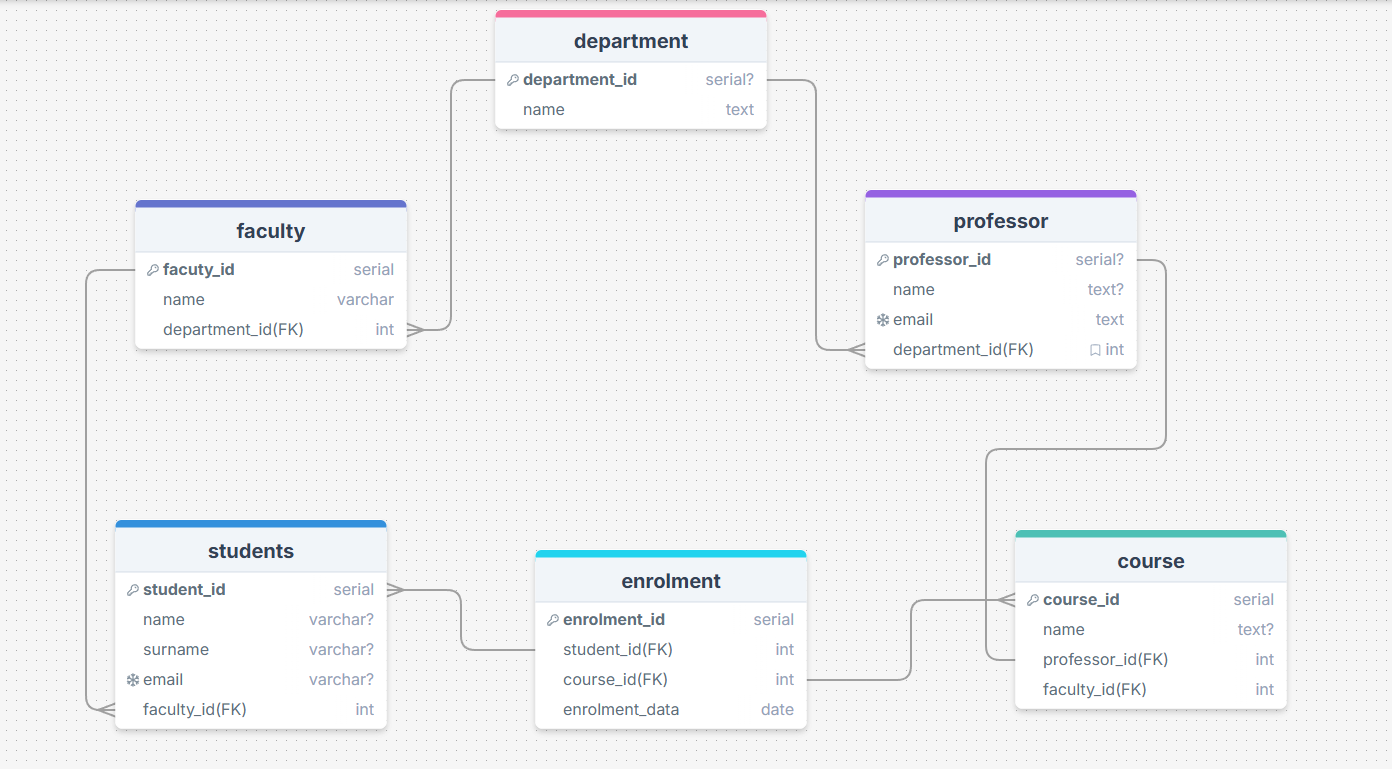 department
department_id serial?
name text
faculty
facuty_id serial
name varchar
department_id(FK) int
professor
professor_id serial?
name text?
email text
department_id(FK) int
students
student_id serial
name varchar?
surname varchar?
email varchar?
faculty_id(FK) int
enrolment
enrolment_id serial
student_id(FK) int
course_id(FK) int
enrolment_data date
course
course_id serial
name text?
professor_id(FK) int
faculty_id(FK) int